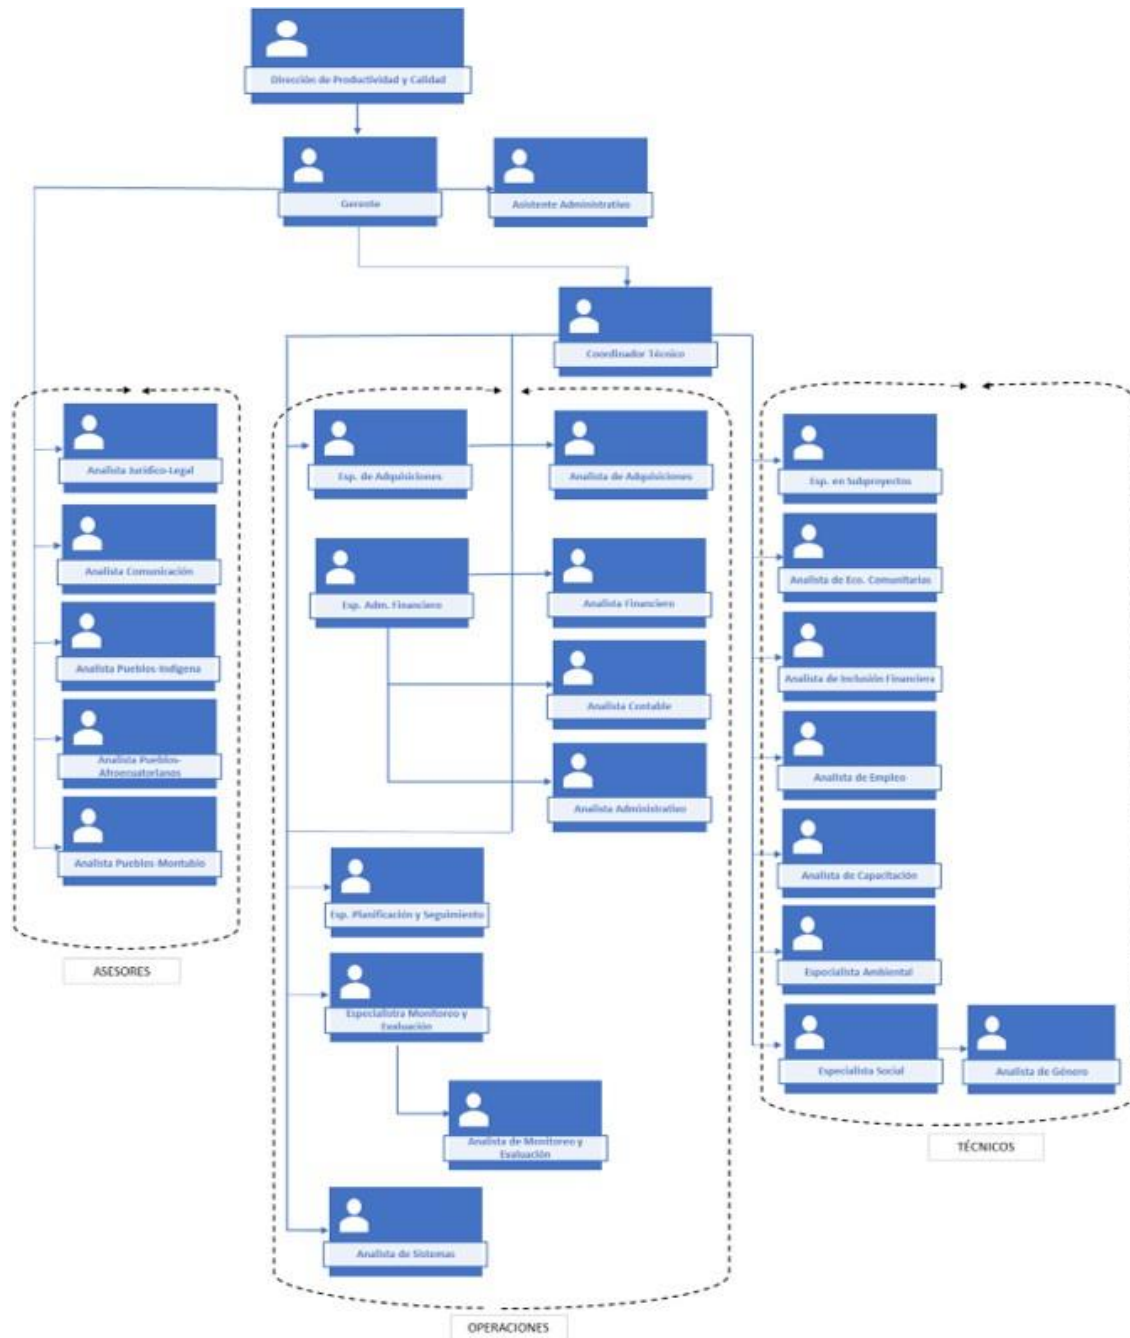 Dirección de Productividad y Calidad
Gerente
Asistente Administrativo
Coordinador Técnico
Analista Jurídico-Legal
Analista Comunicación
Analista Pueblos-Indígena
Analista Pueblos-
Afroecuatorianos
Analista Pueblos-Montubio
ASESORES
Esp. de Adquisiciones
Analista de Adquisiciones
Esp. Adm. Financiero
Analista Financiero
Analista Contable
Analista Administrativo
Esp. Planificación y Seguimiento
Especialistra Monitoreo y
Evaluación
Analista de Monitoreo y
Evaluación
Analista de Sistemas
OPERACIONES
Esp. en Subproyectos
Analista de Eco. Comunitarias
Analista de Inclusión Financiera
Analista de Empleo
Analista de Capacitación
Especialista Ambiental
Especialista Social
Analista de Género
TÉCNICOS